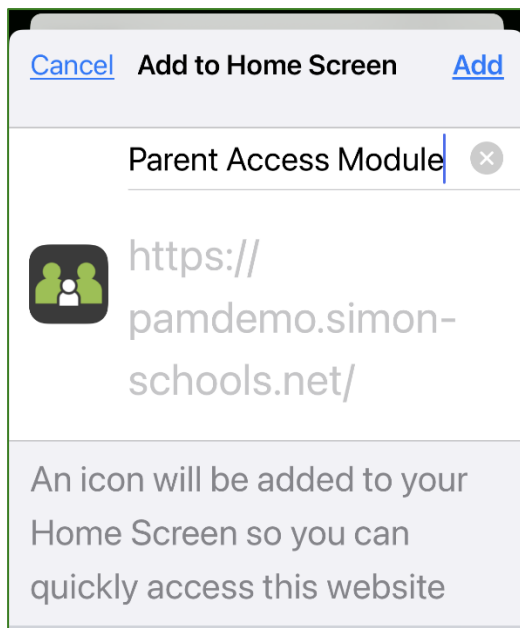 Cancel Add to Home Screen Add
Parent Access Module
https://
pamdemo.simon-
schools.net/
An icon will be added to your
Home Screen so you can
quickly access this website